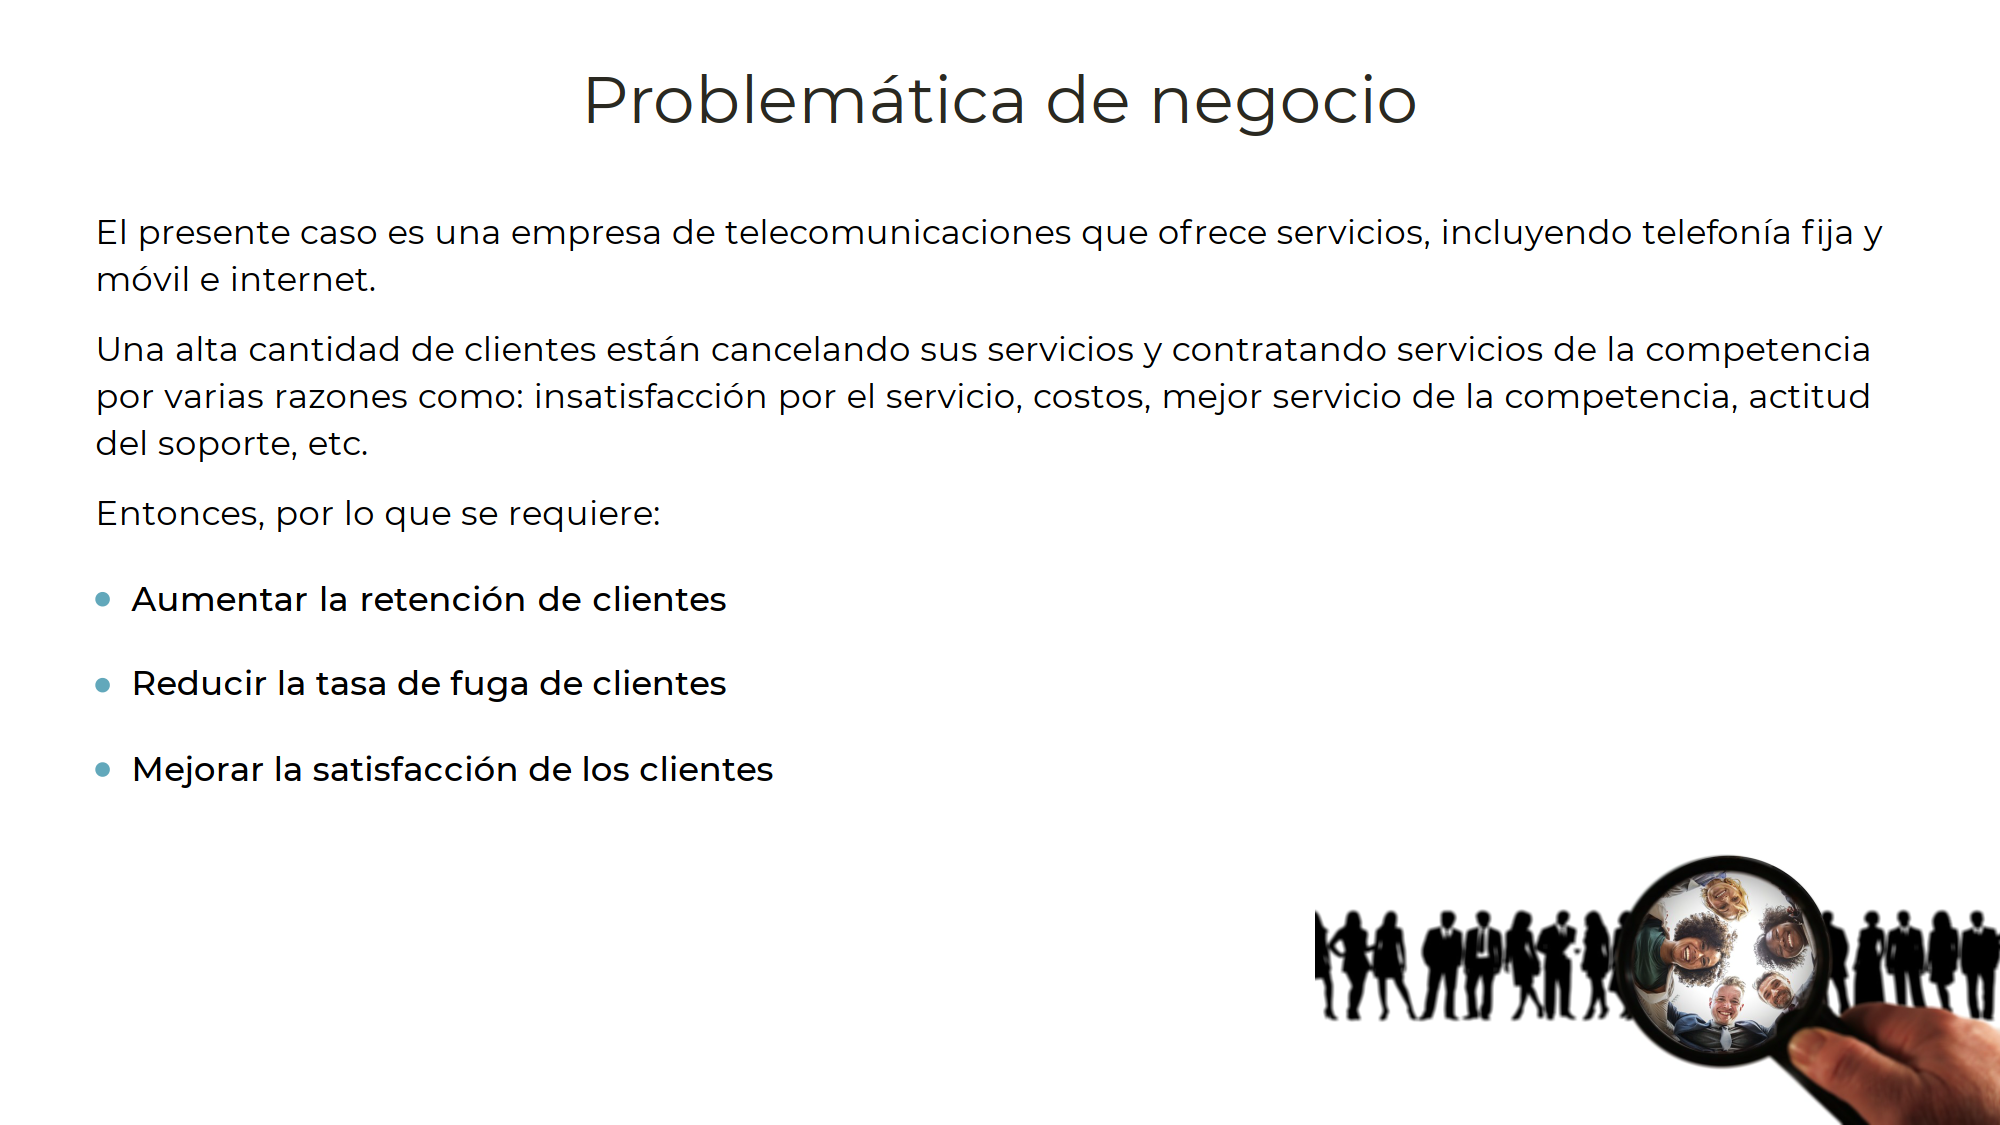 Problemática de negocio
El presente caso es una empresa de telecomunicaciones que ofrece servicios, incluyendo telefonía fija y
móvil e internet.
Una alta cantidad de clientes están cancelando sus servicios y contratando servicios de la competencia
por varias razones como: insatisfacción por el servicio, costos, mejor servicio de la competencia, actitud
del soporte, etc.
Entonces, por lo que se requiere:
Aumentar la retención de clientes
Reducir la tasa de fuga de clientes
Mejorar la satisfacción de los clientes